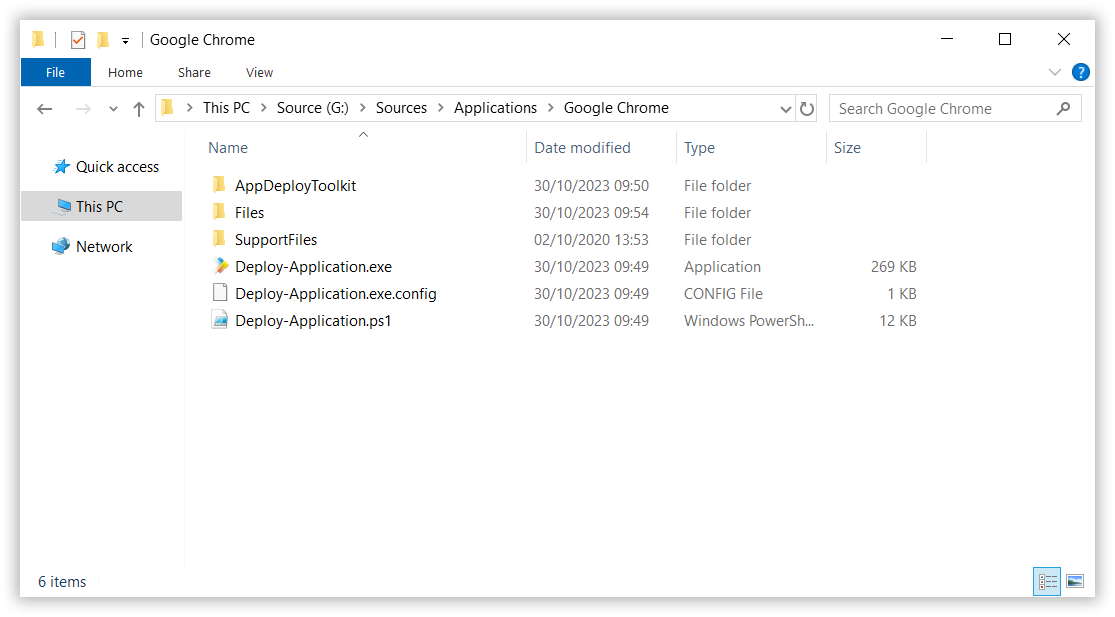 Google Chrome
File Home Share View ?
This PC Source (G:) Sources Applications Google Chrome Search Google Chrome
Name Date modified Type Size
Quick access
This PC
Network
AppDeployToolkit 30/10/2023 09:50 File folder
Files 30/10/2023 09:54 File folder
SupportFiles 02/10/2020 13:53 File folder
Deploy-Application.exe 30/10/2023 09:49 Application 269 KB
Deploy-Application.exe.config 30/10/2023 09:49 CONFIG File 1 KB
Deploy-Application.ps1 30/10/2023 09:49 Windows PowerSh... 12 KB
6 items